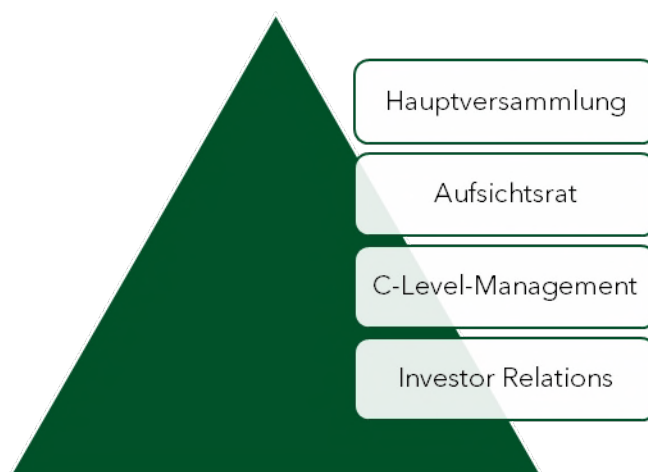 Hauptversammlung
Aufsichtsrat
C-Level-Management
Investor Relations